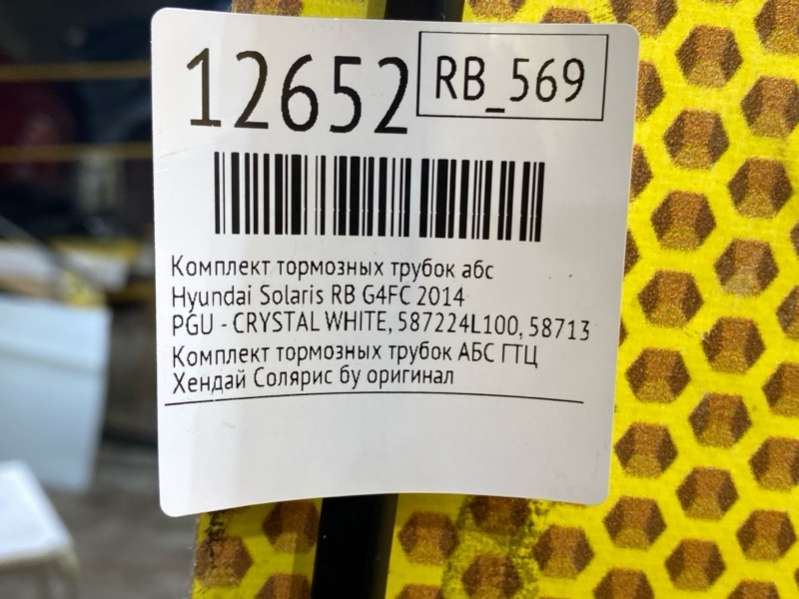 12652
RB_569
Комплект тормозных трубок абс
Hyundai Solaris RB G4FC 2014
PGU - CRYSTAL WHITE, 587224L100, 58713
Комплект тормозных трубок АБС ГТЦ
Хендай Солярис бу оригинал